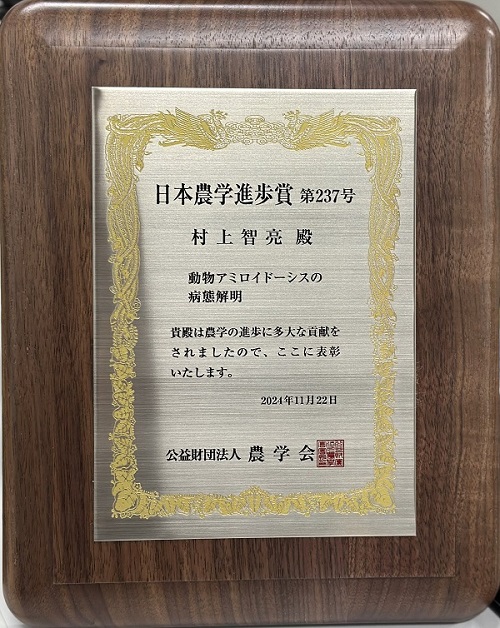 日本農学進歩賞 第237号
村上智亮 殿
動物アミロイドーシスの
病態解明
貴殿は農学の進歩に多大な貢献を
されましたので、ここに表彰
いたします。
2024年11月22日
公益財団法人 農学会